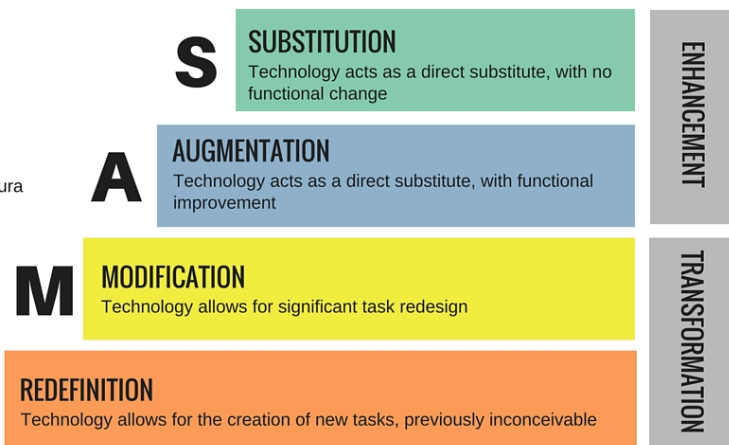 S
SUBSTITUTION
Technology acts as a direct substitute, with no
functional change
ENHANCEMENT
A
AUGMENTATION
Technology acts as a direct substitute, with functional
improvement
ura
M
MODIFICATION
Technology allows for significant task redesign
TRANSFORMATION
REDEFINITION
Technology allows for the creation of new tasks, previously inconceivable